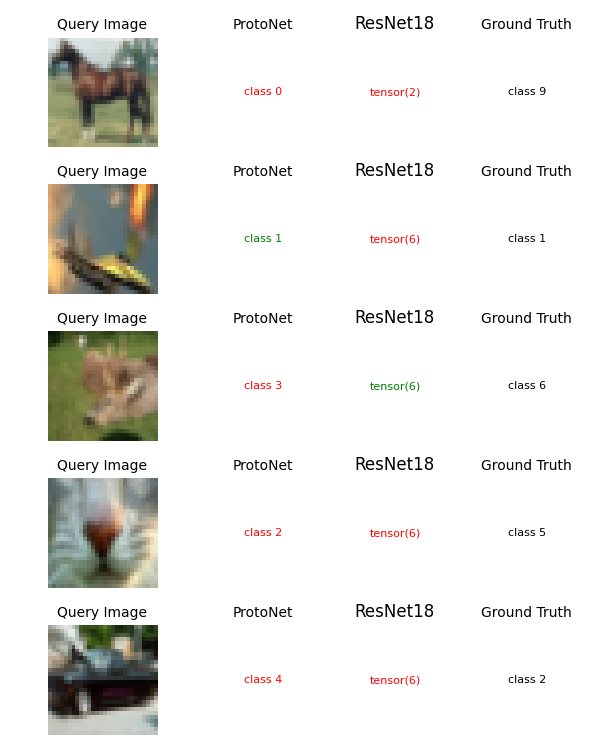 Query Image ProtoNet ResNet18 Ground Truth
class 0 tensor(2) class 9
Query Image ProtoNet ResNet18 Ground Truth
class 1 tensor(6) class 1
Query Image ProtoNet ResNet18 Ground Truth
class 3 tensor(6) class 6
Query Image ProtoNet ResNet18 Ground Truth
class 2 tensor(6) class 5
Query Image ProtoNet ResNet18 Ground Truth
class 4 tensor(6) class 2